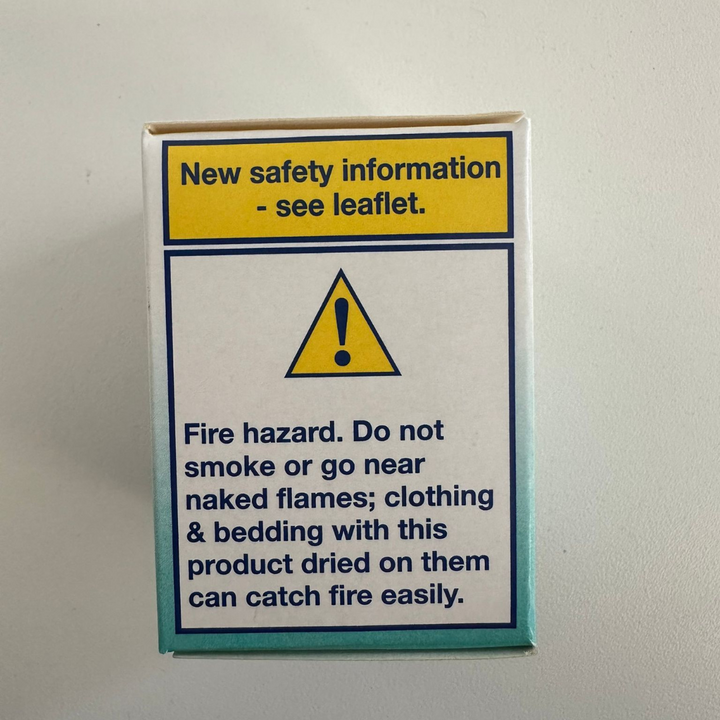 New safety information
- see leaflet.
Fire hazard. Do not
smoke or go near
naked flames; clothing
& bedding with this
product dried on them
can catch fire easily.